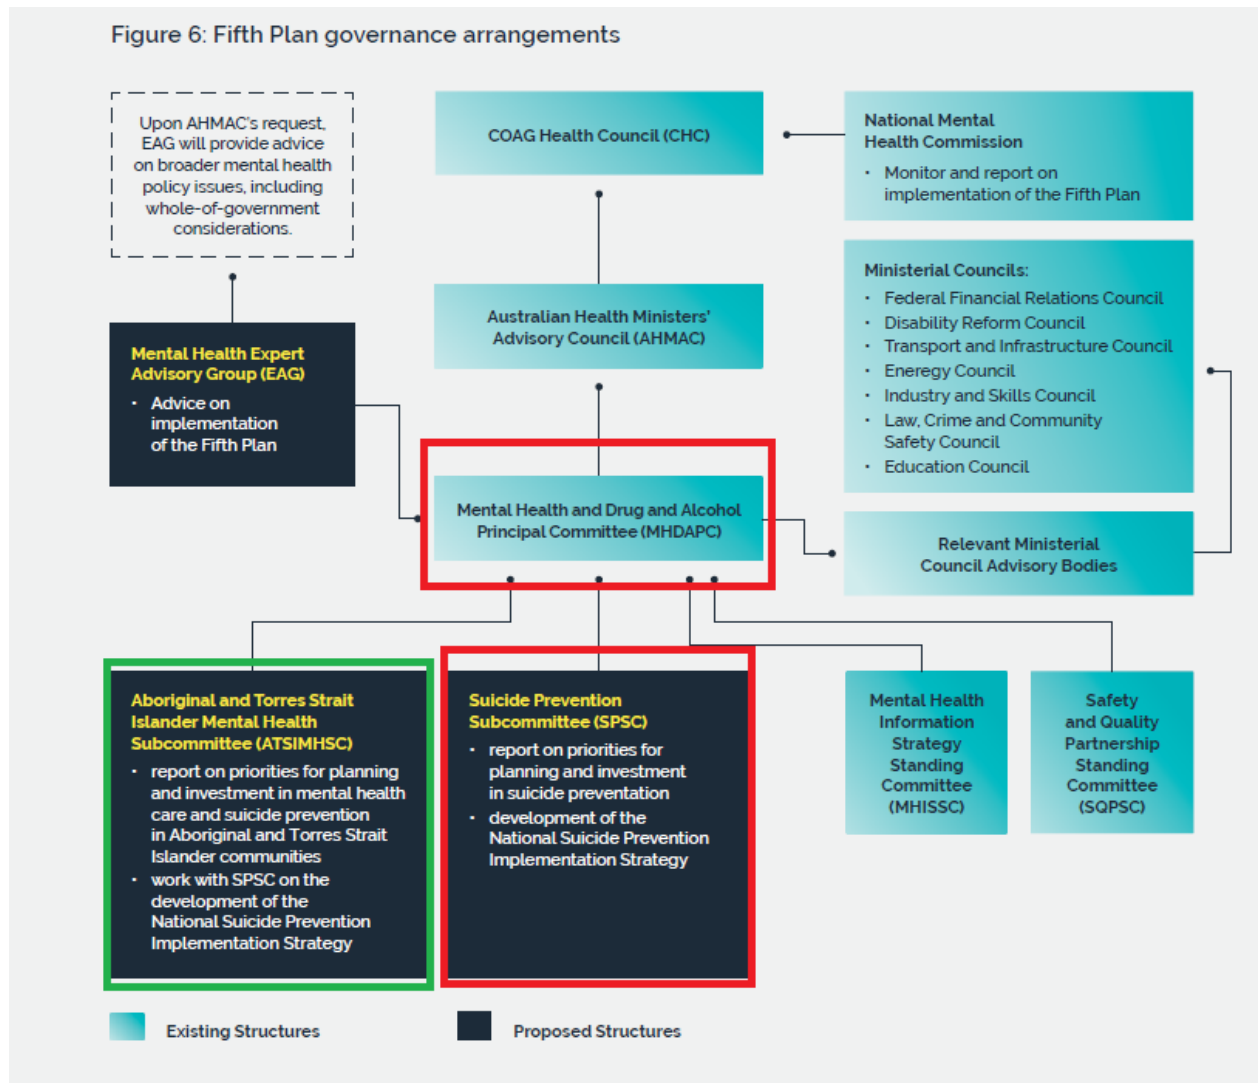 Figure 6: Fifth Plan governance arrangements
Upon AHMAC's request,
EAG will provide advice
on broader mental health
policy issues, including
whole-of-government
considerations.
COAG Health Council (CHC)
National Mental
Health Commission
• Monitor and report on
implementation of the Fifth Plan
Australian Health Ministers'
Advisory Council (AHMAC)
Ministerial Councils:
• Federal Financial Relations Council
• Disability Reform Council
• Transport and Infrastructure Council
• Eneregy Council
• Industry and Skills Council
• Law, Crime and Community
Safety Council
• Education Council
Mental Health Expert
Advisory Group (EAG)
• Advice on
implementation
of the Fifth Plan
Mental Health and Drug and Alcohol
Principal Committee (MHDAPC)
Relevant Ministerial
Council Advisory Bodies
Aboriginal and Torres Strait
Islander Mental Health
Subcommittee (ATSIMHSC)
• report on priorities for planning
and investment in mental health
care and suicide prevention
in Aboriginal and Torres Strait
Islander communities
• work with SPSC on the
development of the
National Suicide Prevention
Implementation Strategy
Suicide Prevention
Subcommittee (SPSC)
• report on priorities for
planning and investment
in suicide preventation
• development of the
National Suicide Prevention
Implementation Strategy
Mental Health
Information
Strategy
Standing
Committee
(MHISSC)
Safety
and Quality
Partnership
Standing
Committee
(SQPSC)
Existing Structures
Proposed Structures